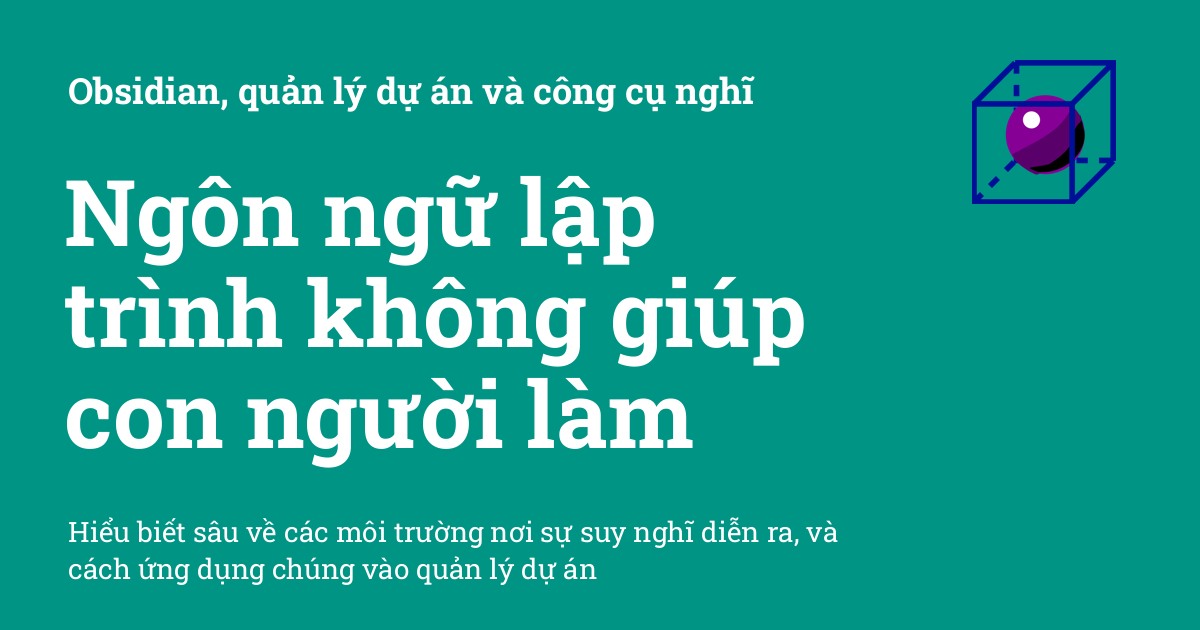 Obsidian, quản lý dự án và công cụ nghĩ
Ngôn ngữ lập
trình không giúp
con người làm
Hiểu biết sâu về các môi trường nơi sự suy nghĩ diễn ra, và
cách ứng dụng chúng vào quản lý dự án